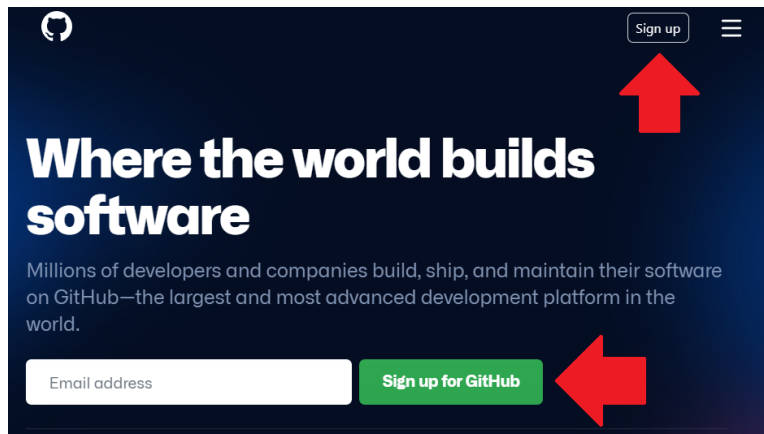 Sign up
Where the world builds
software
Millions of developers and companies build, ship, and maintain their software
on GitHub—the largest and most advanced development platform in the
world.
Email address
Sign up for GitHub